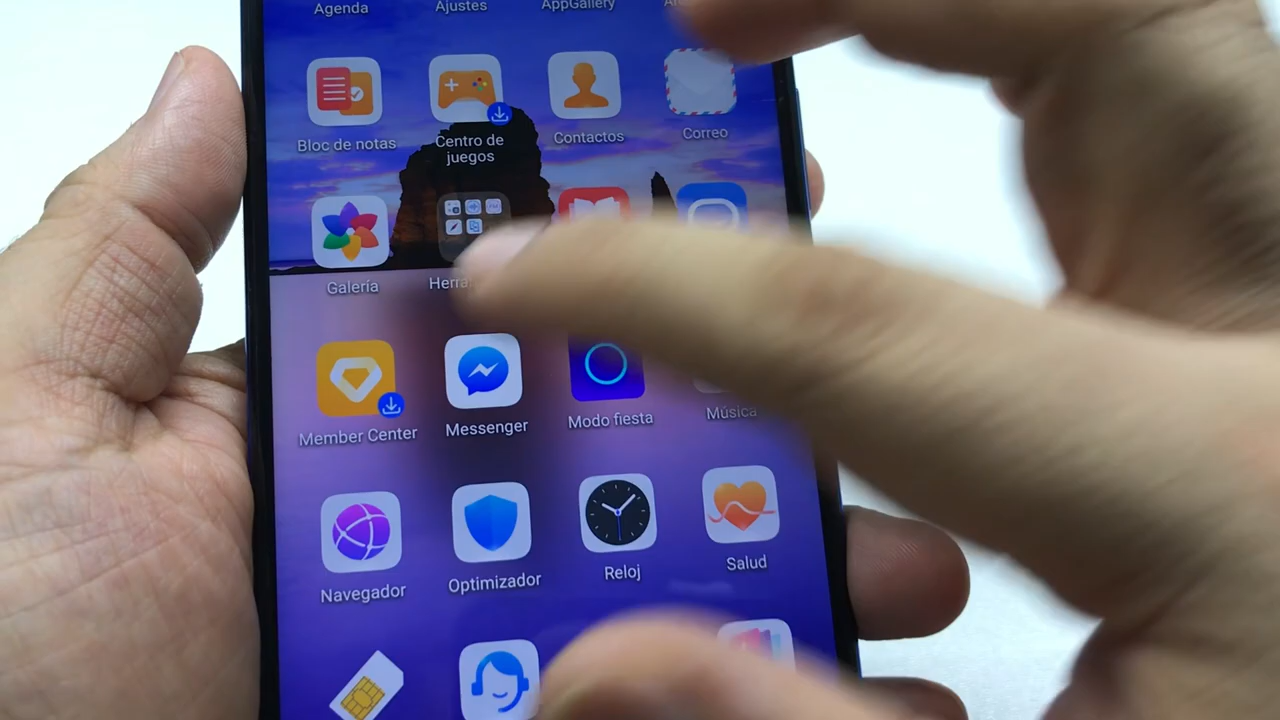 Agenda
Ajustes
AppGallery
Bloc de notas
Centro de
juegos
Contactos
Correo
Galería
Member Center
Messenger
Modo fiesta
Música
Navegador
Optimizador
Reloj
Salud